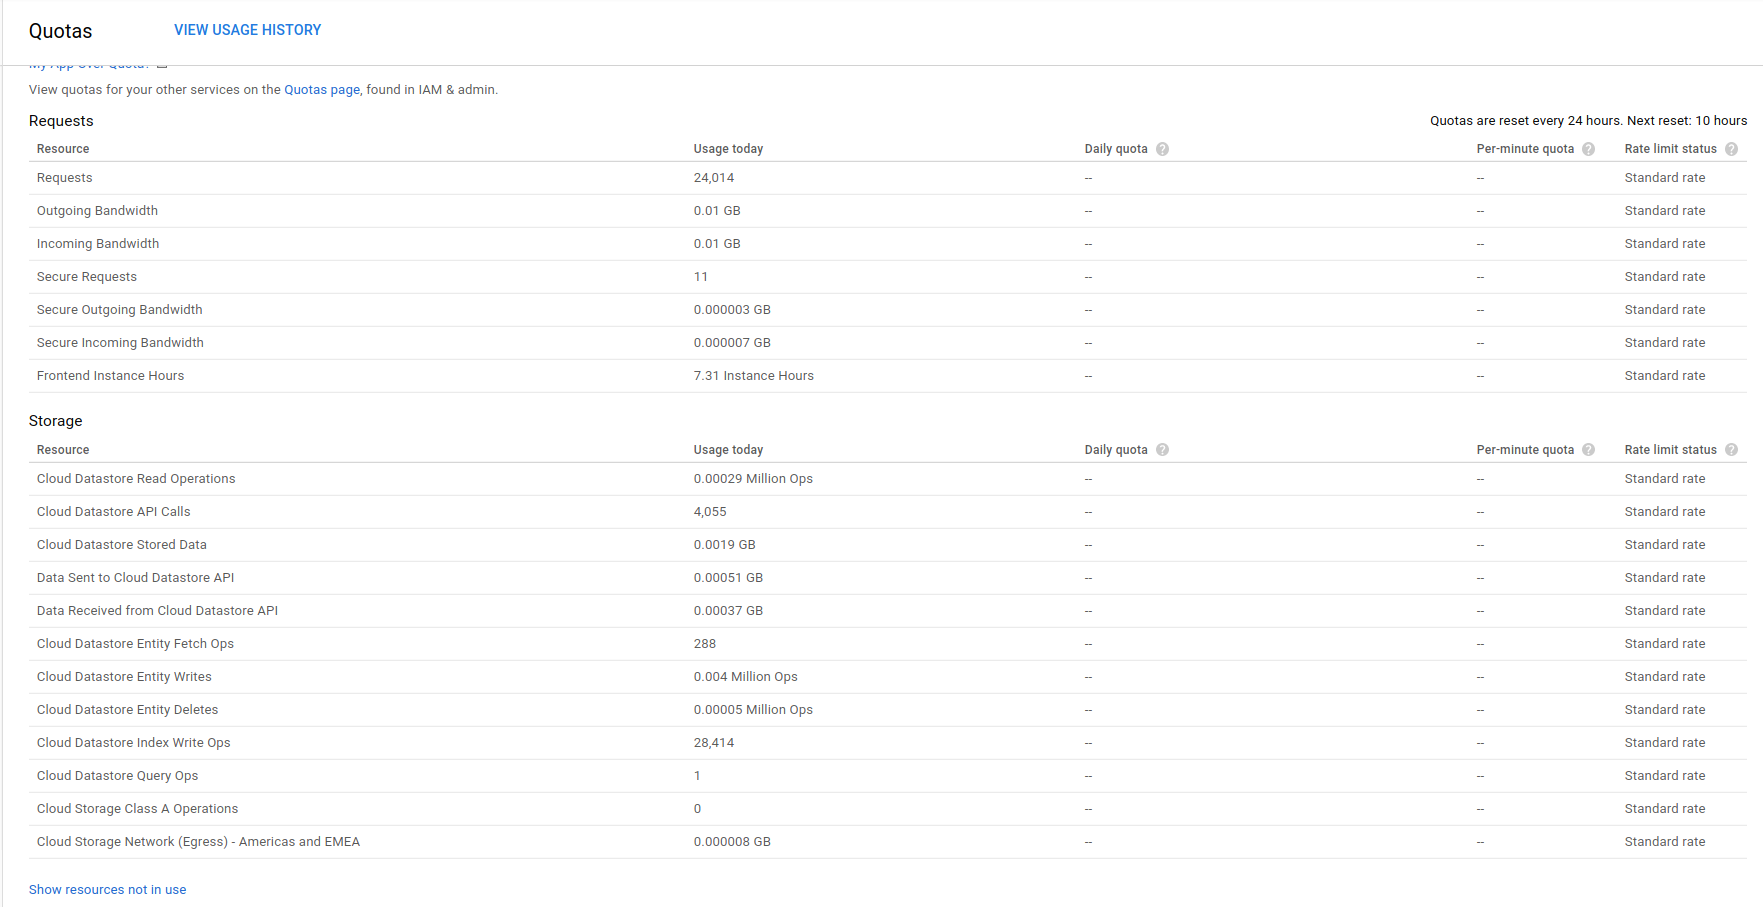 Quotas VIEW USAGE HISTORY
My App Over Quota?
View quotas for your other services on the Quotas page, found in IAM & admin.
Requests Quotas are reset every 24 hours. Next reset: 10 hours
Resource Usage today Daily quota ? Per-minute quota ? Rate limit status ?
Requests 24,014 -- -- Standard rate
Outgoing Bandwidth 0.01 GB -- -- Standard rate
Incoming Bandwidth 0.01 GB -- -- Standard rate
Secure Requests 11 -- -- Standard rate
Secure Outgoing Bandwidth 0.000003 GB -- -- Standard rate
Secure Incoming Bandwidth 0.000007 GB -- -- Standard rate
Frontend Instance Hours 7.31 Instance Hours -- -- Standard rate
Storage
Resource Usage today Daily quota ? Per-minute quota ? Rate limit status ?
Cloud Datastore Read Operations 0.00029 Million Ops -- -- Standard rate
Cloud Datastore API Calls 4,055 -- -- Standard rate
Cloud Datastore Stored Data 0.0019 GB -- -- Standard rate
Data Sent to Cloud Datastore API 0.00051 GB -- -- Standard rate
Data Received from Cloud Datastore API 0.00037 GB -- -- Standard rate
Cloud Datastore Entity Fetch Ops 288 -- -- Standard rate
Cloud Datastore Entity Writes 0.004 Million Ops -- -- Standard rate
Cloud Datastore Entity Deletes 0.00005 Million Ops -- -- Standard rate
Cloud Datastore Index Write Ops 28,414 -- -- Standard rate
Cloud Datastore Query Ops 1 -- -- Standard rate
Cloud Storage Class A Operations 0 -- -- Standard rate
Cloud Storage Network (Egress) - Americas and EMEA 0.000008 GB -- -- Standard rate
Show resources not in use